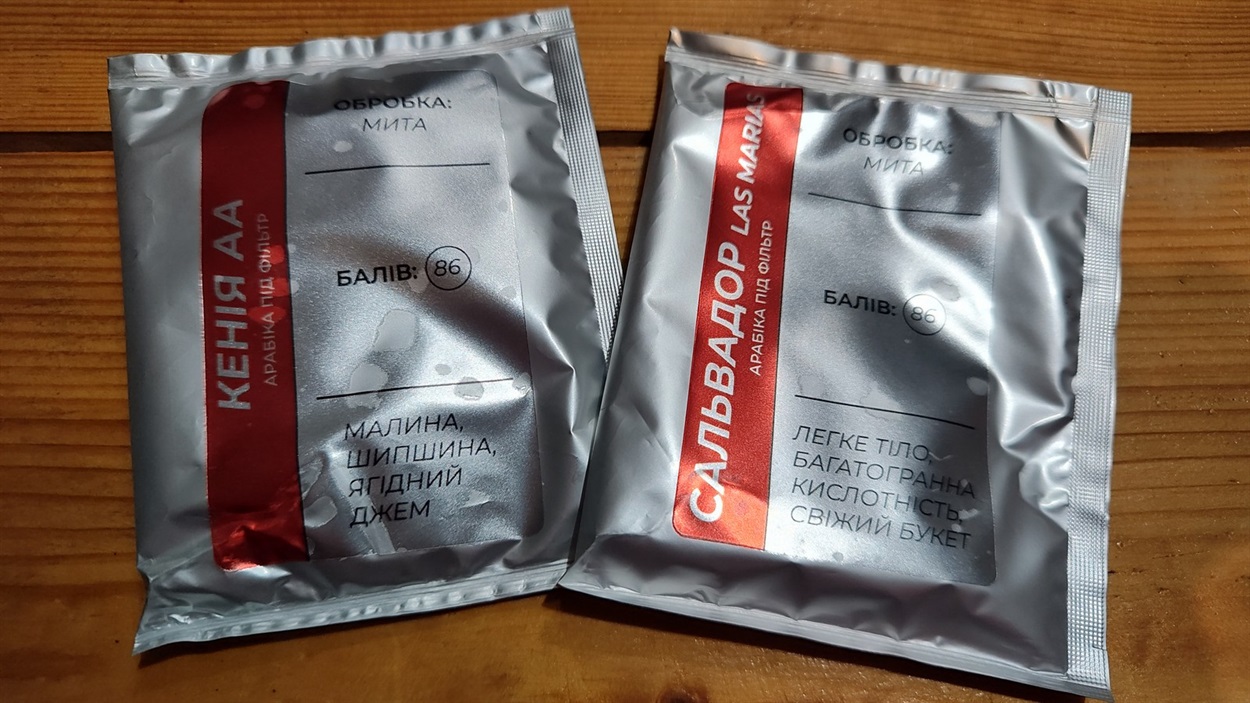 КЕНІЯ АА
АРАБІКА ПІД ФІЛЬТР
ОБРОБКА:
МИТА
БАЛІВ: 86
МАЛИНА,
ШИПШИНА,
ЯГІДНИЙ
ДЖЕМ
САЛЬВАДОР LAS MARIAS
АРАБІКА ПІД ФІЛЬТР
ОБРОБКА:
МИТА
БАЛІВ: 86
ЛЕГКЕ ТІЛО,
БАГАТОГРАННА
КИСЛОТНІСТЬ,
СВІЖИЙ БУКЕТ